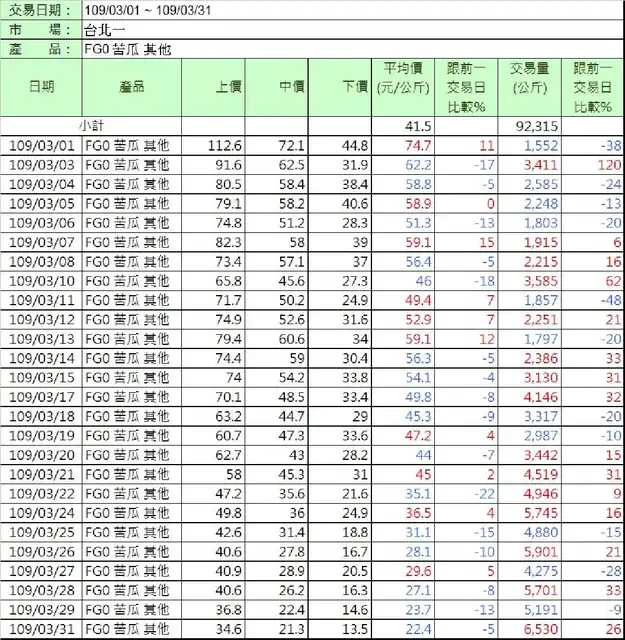 交易日期： 109/03/01 ~ 109/03/31
市 場： 台北一
產 品： FG0 苦瓜 其他
日期 產品 上價 中價 下價 平均價(元/公斤) 跟前一交易日比較% 交易量(公斤) 跟前一交易日比較%
小計 41.5 92,315
109/03/01 FG0 苦瓜 其他 112.6 72.1 44.8 74.7 11 1,552 -38
109/03/03 FG0 苦瓜 其他 91.6 62.5 31.9 62.2 -17 3,411 120
109/03/04 FG0 苦瓜 其他 80.5 58.4 38.4 58.8 -5 2,585 -24
109/03/05 FG0 苦瓜 其他 79.1 58.2 40.6 58.9 0 2,248 -13
109/03/06 FG0 苦瓜 其他 74.8 51.2 28.3 51.3 -13 1,803 -20
109/03/07 FG0 苦瓜 其他 82.3 58 39 59.1 15 1,915 6
109/03/08 FG0 苦瓜 其他 73.4 57.1 37 56.4 -5 2,215 16
109/03/10 FG0 苦瓜 其他 65.8 45.6 27.3 46 -18 3,585 62
109/03/11 FG0 苦瓜 其他 71.7 50.2 24.9 49.4 7 1,857 -48
109/03/12 FG0 苦瓜 其他 74.9 52.6 31.6 52.9 7 2,251 21
109/03/13 FG0 苦瓜 其他 79.4 60.6 34 59.1 12 1,797 -20
109/03/14 FG0 苦瓜 其他 74.4 59 30.4 56.3 -5 2,386 33
109/03/15 FG0 苦瓜 其他 74 54.2 33.8 54.1 -4 3,130 31
109/03/17 FG0 苦瓜 其他 70.1 48.5 33.4 49.8 -8 4,146 32
109/03/18 FG0 苦瓜 其他 63.2 44.7 29 45.3 -9 3,317 -20
109/03/19 FG0 苦瓜 其他 60.7 47.3 33.6 47.2 4 2,987 -10
109/03/20 FG0 苦瓜 其他 62.7 43 28.2 44 -7 3,442 15
109/03/21 FG0 苦瓜 其他 58 45.3 31 45 2 4,519 31
109/03/22 FG0 苦瓜 其他 47.2 35.6 21.6 35.1 -22 4,946 9
109/03/24 FG0 苦瓜 其他 49.8 36 24.9 36.5 4 5,745 16
109/03/25 FG0 苦瓜 其他 42.6 31.4 18.8 31.1 -15 4,880 -15
109/03/26 FG0 苦瓜 其他 40.6 27.8 16.7 28.1 -10 5,901 21
109/03/27 FG0 苦瓜 其他 40.9 28.9 20.5 29.6 5 4,275 -28
109/03/28 FG0 苦瓜 其他 40.6 26.2 16.3 27.1 -8 5,701 33
109/03/29 FG0 苦瓜 其他 36.8 22.4 14.6 23.7 -13 5,191 -9
109/03/31 FG0 苦瓜 其他 34.6 21.3 13.5 22.4 -5 6,530 26